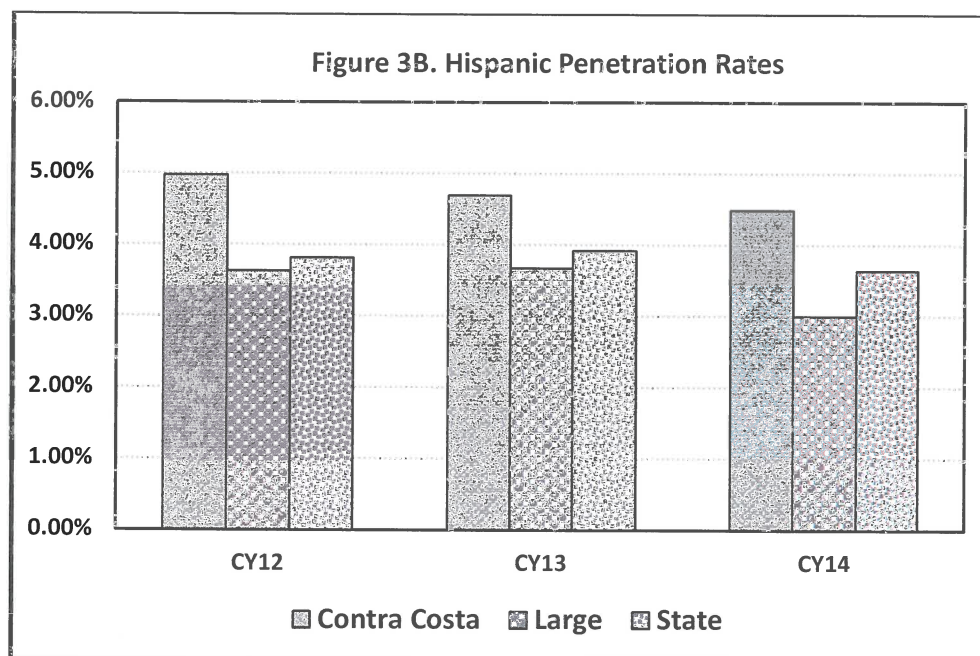 Figure 3B. Hispanic Penetration Rates
6.00%
5.00%
4.00%
3.00%
2.00%
1.00%
0.00%
CY12 CY13 CY14
Contra Costa Large State